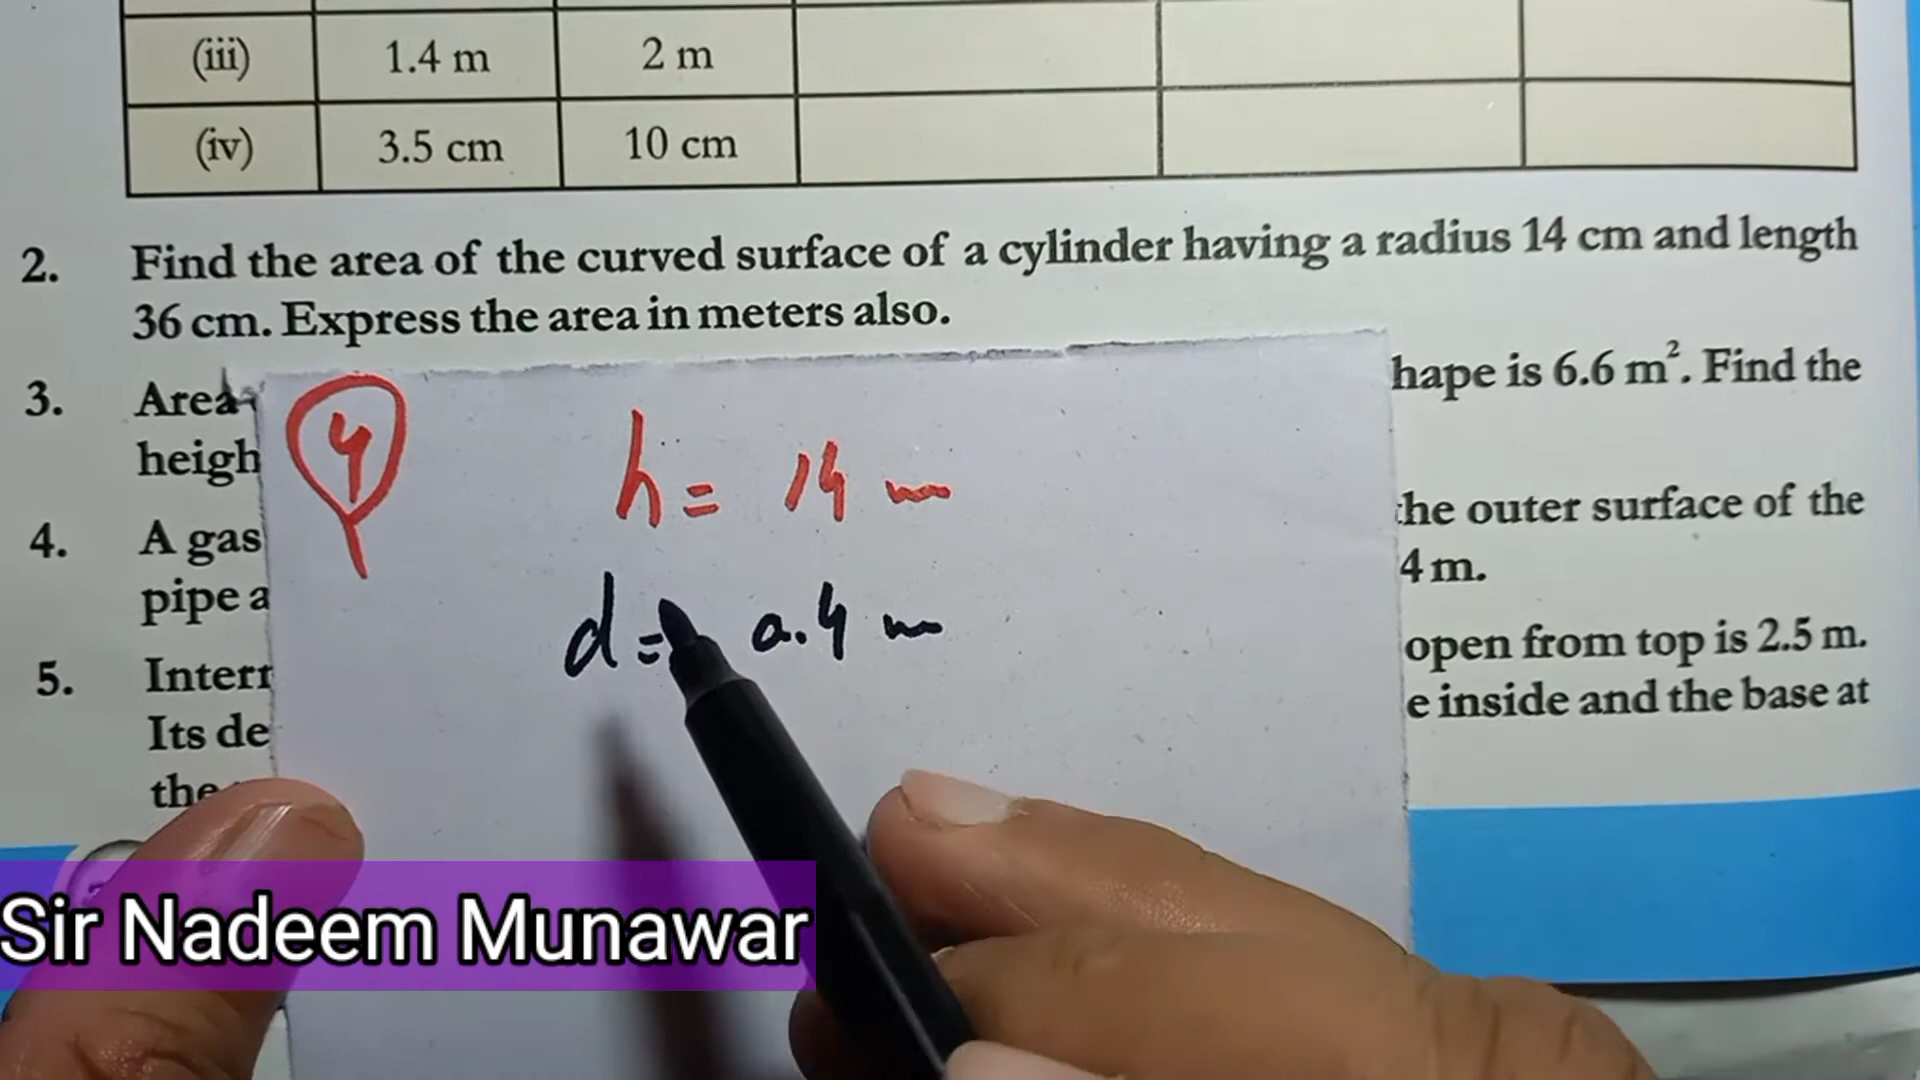 (iii) 1.4 m 2 m
(iv) 3.5 cm 10 cm
2. Find the area of the curved surface of a cylinder having a radius 14 cm and length
36 cm. Express the area in meters also.
3. Area hape is 6.6 m². Find the
heigh
4 h = 14 m
4. A gas he outer surface of the
pipe a 4 m.
d = 0.4 m
5. Inter open from top is 2.5 m.
Its de e inside and the base at
the
Sir Nadeem Munawar